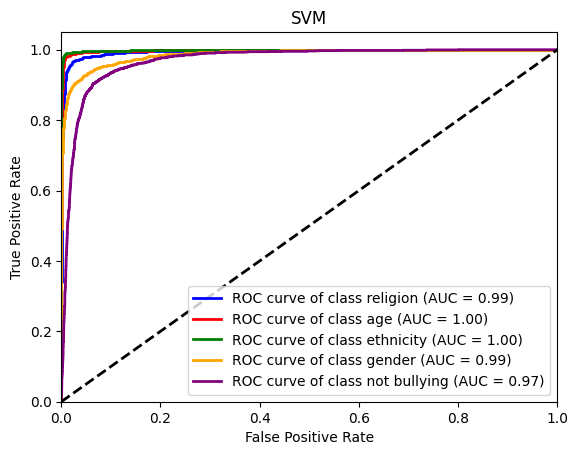 SVM
True Positive Rate
1.0
0.8
0.6
0.4
0.2
0.0
ROC curve of class religion (AUC = 0.99)
ROC curve of class age (AUC = 1.00)
ROC curve of class ethnicity (AUC = 1.00)
ROC curve of class gender (AUC = 0.99)
ROC curve of class not bullying (AUC = 0.97)
0.0 0.2 0.4 0.6 0.8 1.0
False Positive Rate